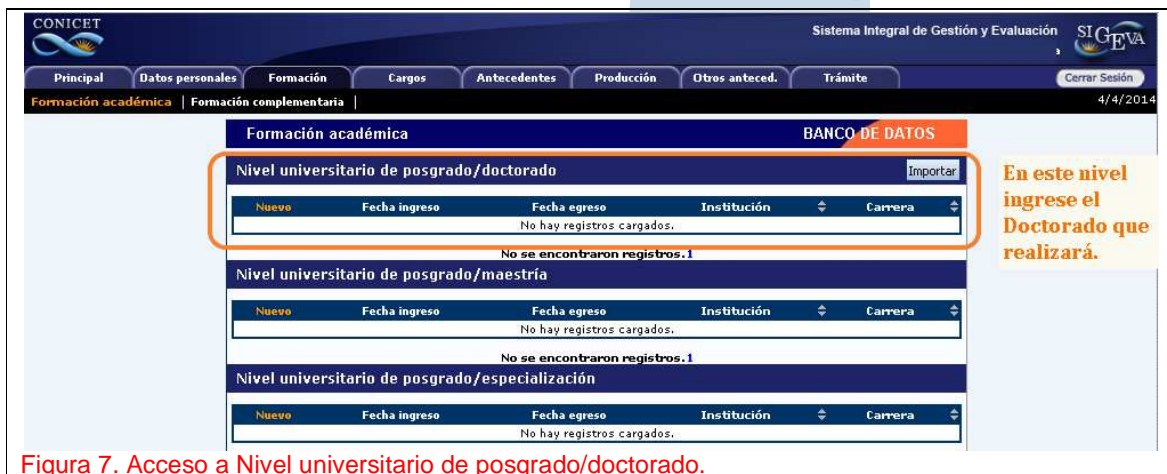 CONICET
Sistema Integral de Gestión y Evaluación
SIGEVA
Principal Datos personales Formación Cargos Antecedentes Producción Otros anteced. Trámite Cerrar Sesión
Formación académica | Formación complementaria | 4/4/2014
Formación académica BANCO DE DATOS
Nivel universitario de posgrado/doctorado Importar
Nuevo Fecha ingreso Fecha egreso Institución Carrera
No hay registros cargados.
No se encontraron registros.1
En este nivel
ingrese el
Doctorado que
realizará.
Nivel universitario de posgrado/maestría
Nuevo Fecha ingreso Fecha egreso Institución Carrera
No hay registros cargados.
No se encontraron registros.1
Nivel universitario de posgrado/especialización
Nuevo Fecha ingreso Fecha egreso Institución Carrera
No hay registros cargados.
Figura 7. Acceso a Nivel universitario de posgrado/doctorado.